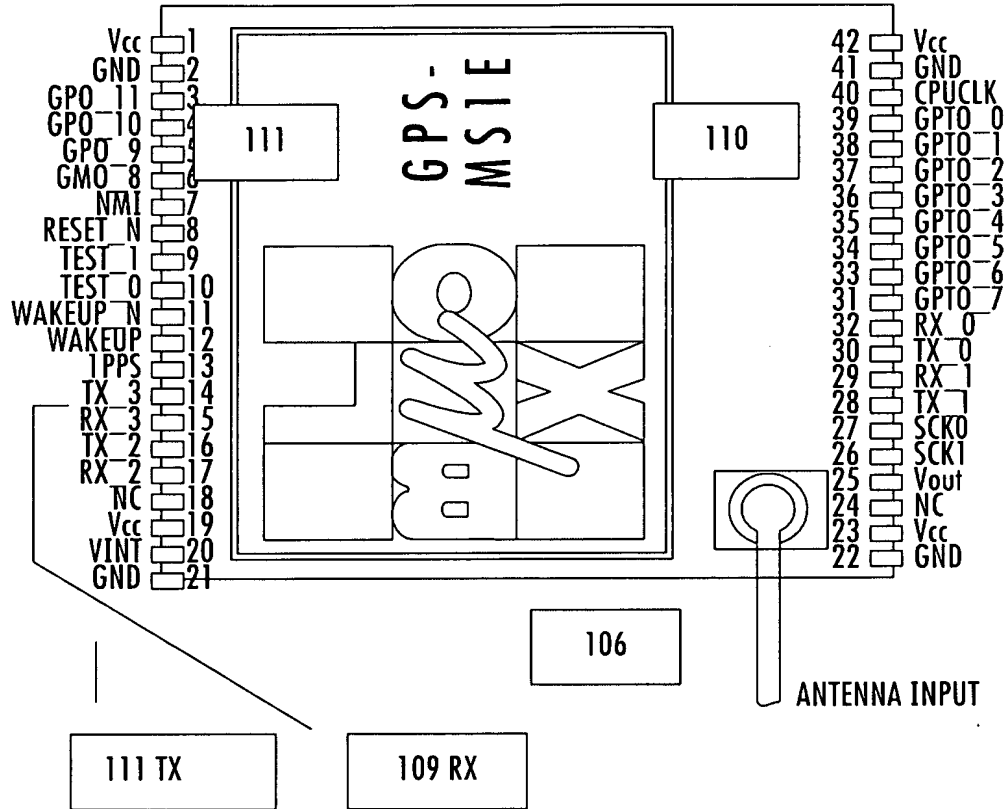 Vcc 1
GND 2
GPO_11 3
GPO_10 4
GPO_9 5
GMO_8 6
NMI 7
RESET_N 8
TEST_1 9
TEST_0 10
WAKEUP_N 11
WAKEUP 12
1PPS 13
TX_3 14
RX_3 15
TX_2 16
RX_2 17
NC 18
Vcc 19
VINT 20
GND 21
111
GPS-
MS1E
110
42 Vcc
41 GND
40 CPUCLK
39 GPTO_0
38 GPTO_1
37 GPTO_2
36 GPTO_3
35 GPTO_4
34 GPTO_5
33 GPTO_6
31 GPTO_7
32 RX_0
30 TX_0
29 RX_1
28 TX_1
27 SCK0
26 SCK1
25 Vout
24 NC
23 Vcc
22 GND
106
ANTENNA INPUT
111 TX
109 RX